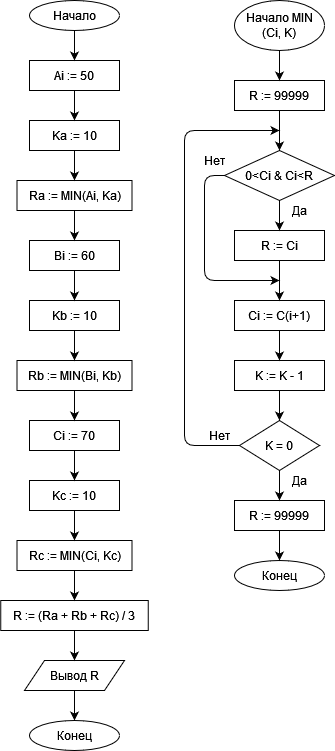 Начало
Ai := 50
Ka := 10
Ra := MIN(Ai, Ka)
Bi := 60
Kb := 10
Rb := MIN(Bi, Kb)
Ci := 70
Kc := 10
Rc := MIN(Ci, Kc)
R := (Ra + Rb + Rc) / 3
Вывод R
Конец
Начало MIN
(Ci, K)
R := 99999
Нет
0<Ci & Ci<R
Да
R := Ci
Ci := C(i+1)
K := K - 1
Нет
K = 0
Да
R := 99999
Конец